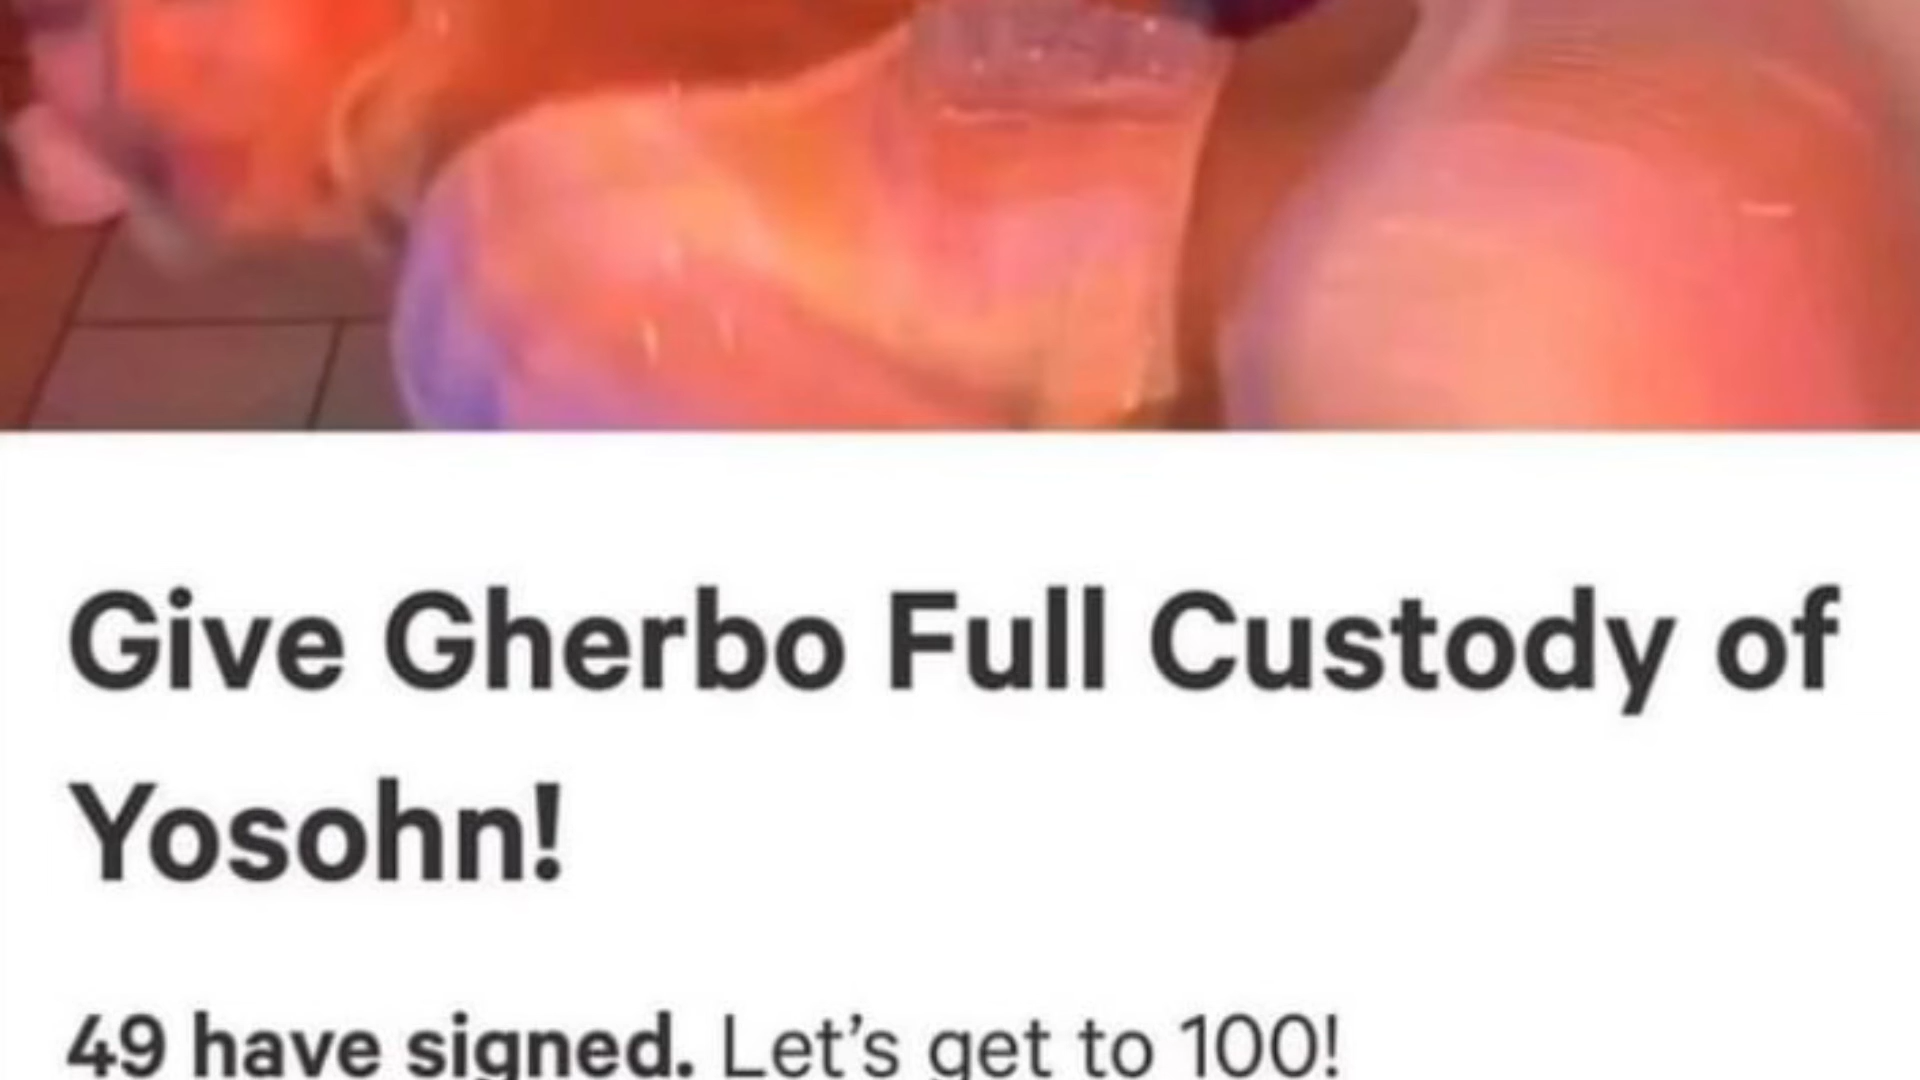 Give Gherbo Full Custody of
Yosohn!
49 have signed. Let's get to 100!